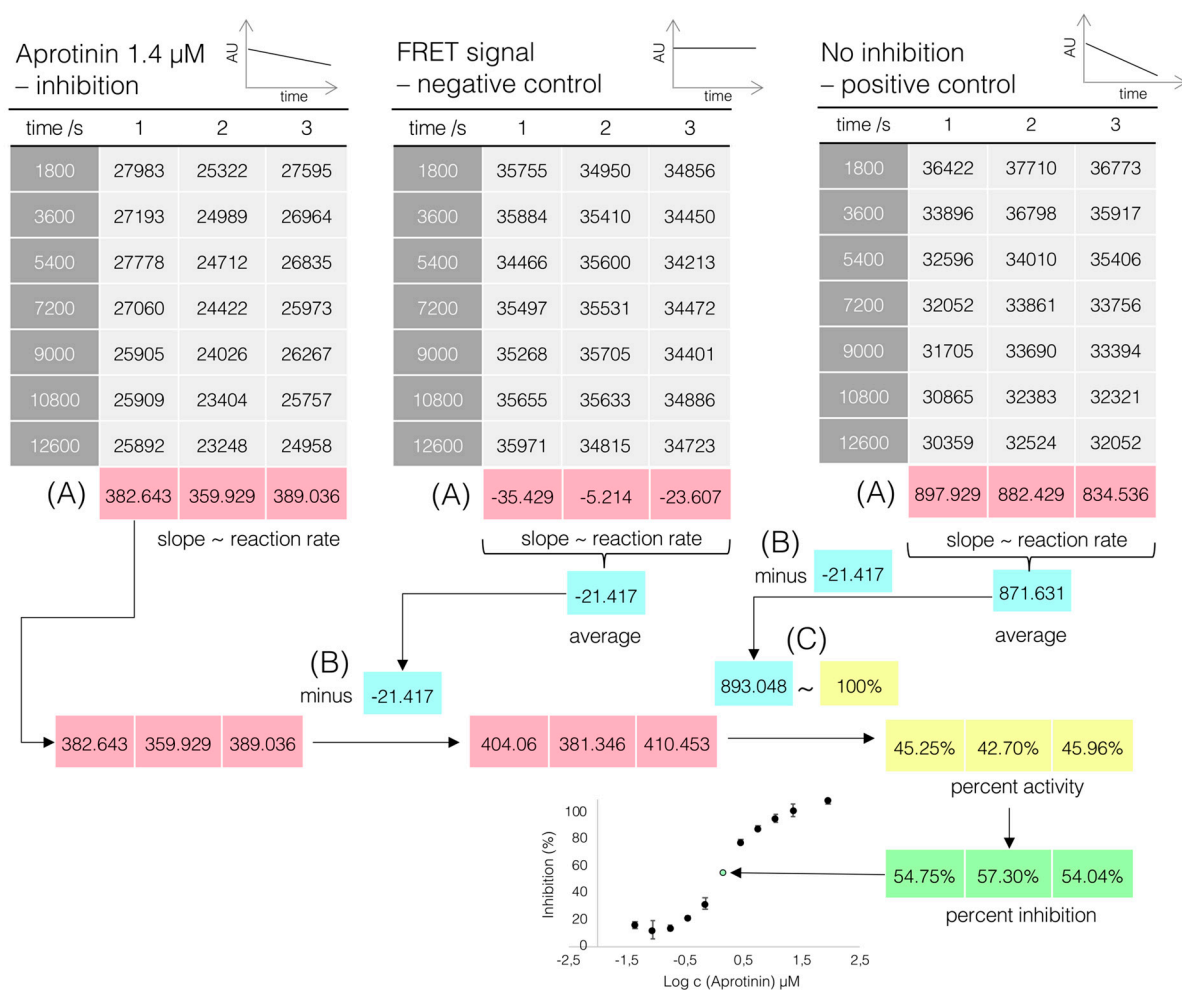 Aprotinin 1.4 µM
– inhibition
AU
time
time /s 1 2 3
1800 27983 25322 27595
3600 27193 24989 26964
5400 27778 24712 26835
7200 27060 24422 25973
9000 25905 24026 26267
10800 25909 23404 25757
12600 25892 23248 24958
(A) 382.643 359.929 389.036
slope ~ reaction rate
FRET signal
– negative control
AU
time
1 2 3
1800 35755 34950 34856
3600 35884 35410 34450
5400 34466 35600 34213
7200 35497 35531 34472
9000 35268 35705 34401
10800 35655 35633 34886
12600 35971 34815 34723
(A) -35.429 -5.214 -23.607
slope ~ reaction rate
-21.417
average
No inhibition
– positive control
AU
time
time /s 1 2 3
1800 36422 37710 36773
3600 33896 36798 35917
5400 32596 34010 35406
7200 32052 33861 33756
9000 31705 33690 33394
10800 30865 32383 32321
12600 30359 32524 32052
(A) 897.929 882.429 834.536
slope ~ reaction rate
(B)
minus -21.417
871.631
average
(B)
minus -21.417
(C)
893.048 ~ 100%
382.643 359.929 389.036
404.06 381.346 410.453
45.25% 42.70% 45.96%
percent activity
54.75% 57.30% 54.04%
percent inhibition
Inhibition (%)
100
80
60
40
20
0
-2,5 -1,5 -0,5 0,5 1,5 2,5
Log c (Aprotinin) µM